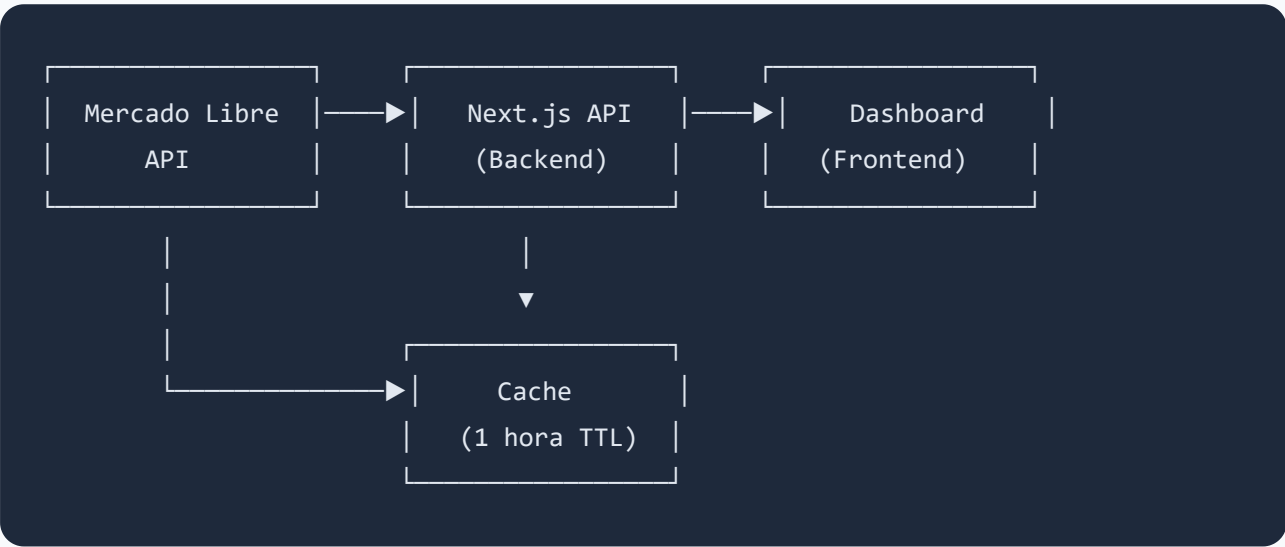 Mercado Libre
API
Next.js API
(Backend)
Dashboard
(Frontend)
Cache
(1 hora TTL)